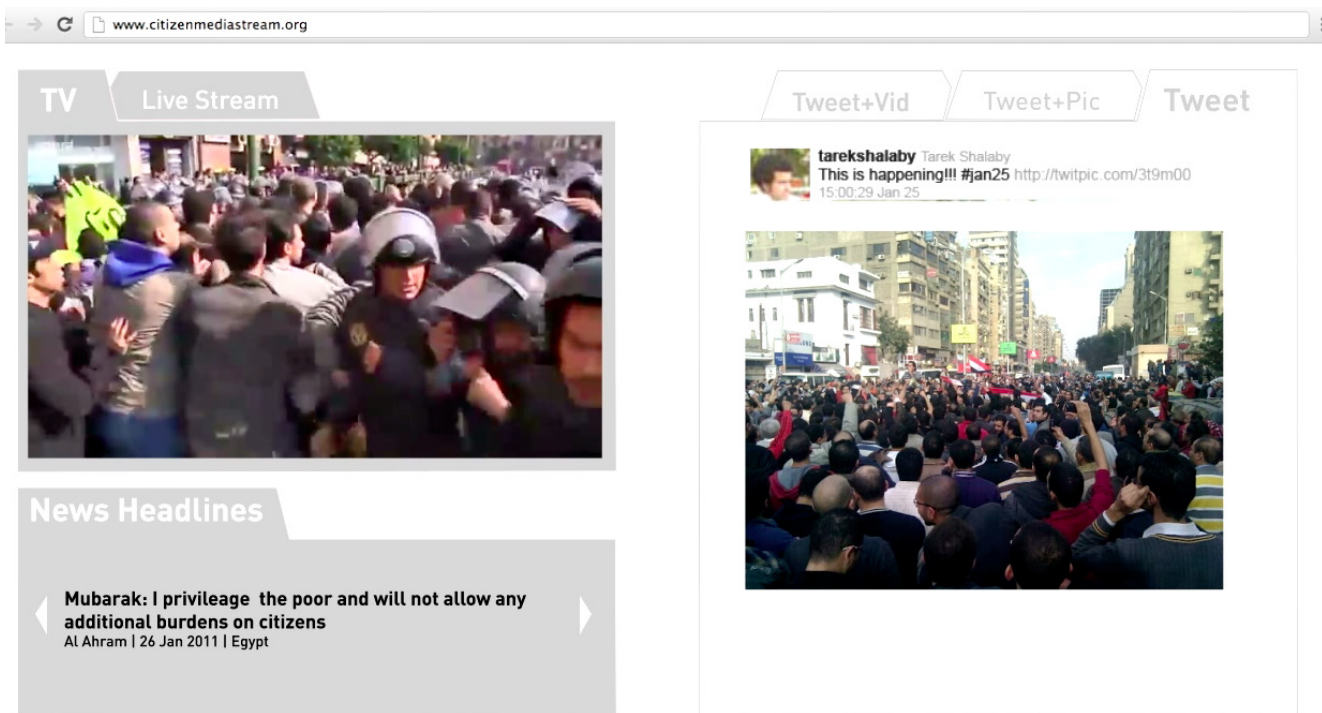 www.citizenmediastream.org
TV
Live Stream
Tweet+Vid
Tweet+Pic
Tweet
tarekshalaby Tarek Shalaby
This is happening!!! #jan25 http://twitpic.com/3t9m00
15:00:29 Jan 25
News Headlines
Mubarak: I privileage the poor and will not allow any
additional burdens on citizens
Al Ahram | 26 Jan 2011 | Egypt